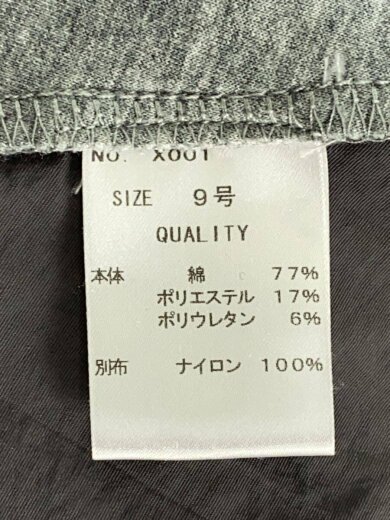 NO. X001
SIZE 9号
QUALITY
本体 綿 77%
ポリエステル 17%
ポリウレタン 6%
別布 ナイロン 100%